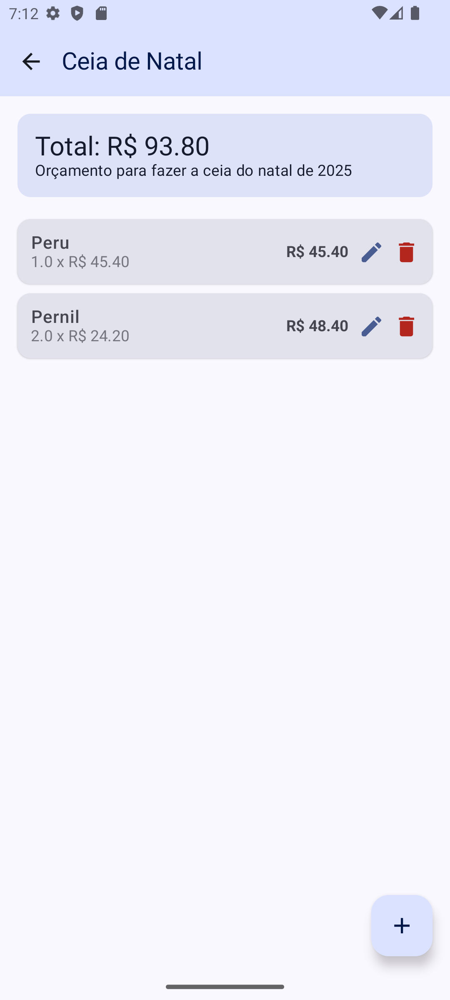 7:12
Ceia de Natal
Total: R$ 93.80
Orçamento para fazer a ceia do natal de 2025
Peru
1.0 x R$ 45.40
R$ 45.40
Pernil
2.0 x R$ 24.20
R$ 48.40